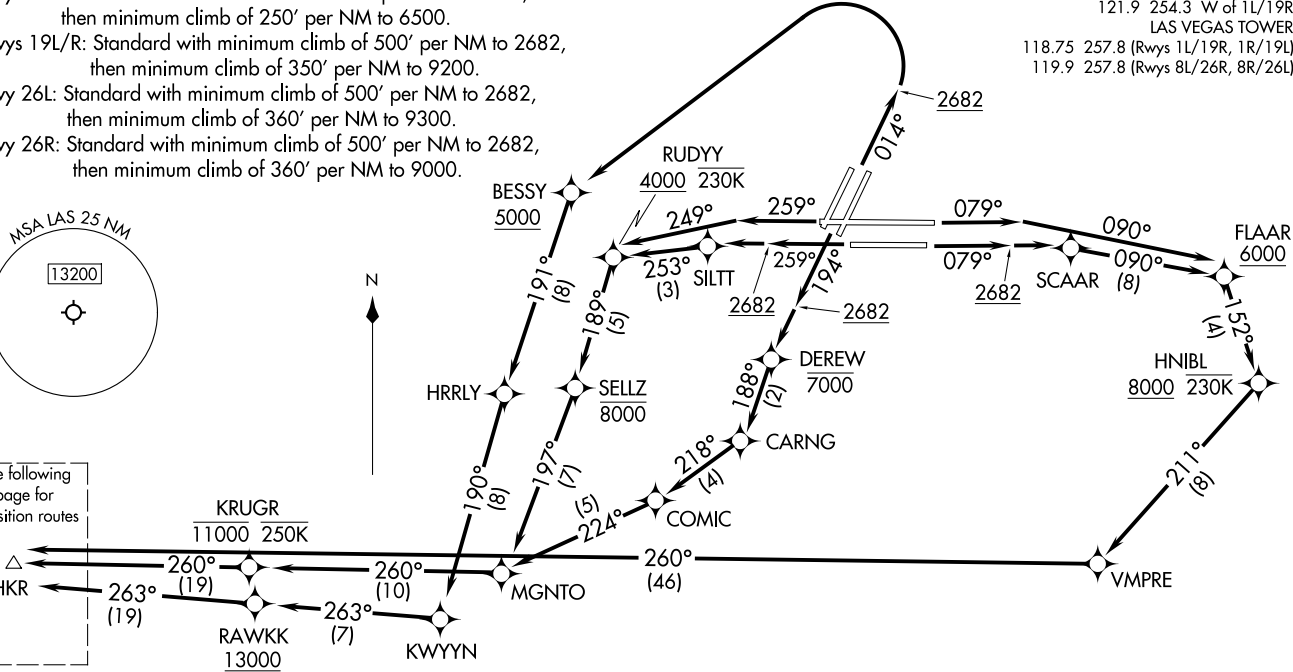 then minimum climb of 250' per NM to 6500.
ys 19L/R: Standard with minimum climb of 500' per NM to 2682,
then minimum climb of 350' per NM to 9200.
y 26L: Standard with minimum climb of 500' per NM to 2682,
then minimum climb of 360' per NM to 9300.
y 26R: Standard with minimum climb of 500' per NM to 2682,
then minimum climb of 360' per NM to 9000.
121.9 254.3 W of 1L/19R
LAS VEGAS TOWER
118.75 257.8 (Rwys 1L/19R, 1R/19L)
119.9 257.8 (Rwys 8L/26R, 8R/26L)
2682
014°
RUDYY
4000 230K
BESSY
5000
249°
259°
079°
090°
FLAAR
6000
MSA LAS 25 NM
13200
N
191°
(8)
189°
(5)
253°
(3)
SILTT
259°
2682
194°
2682
079°
2682
SCAAR
090°
(8)
152°
(4)
HNIBL
8000 230K
HRRLY
SELLZ
8000
DEREW
7000
188°
(2)
CARNG
218°
(4)
COMIC
197°
(7)
190°
(8)
(5)
224°
211°
(8)
e following
page for
sition routes
HKR
KRUGR
11000 250K
260°
(19)
260°
(10)
MGNTO
260°
(46)
VMPRE
263°
(19)
RAWKK
13000
263°
(7)
KWYYN